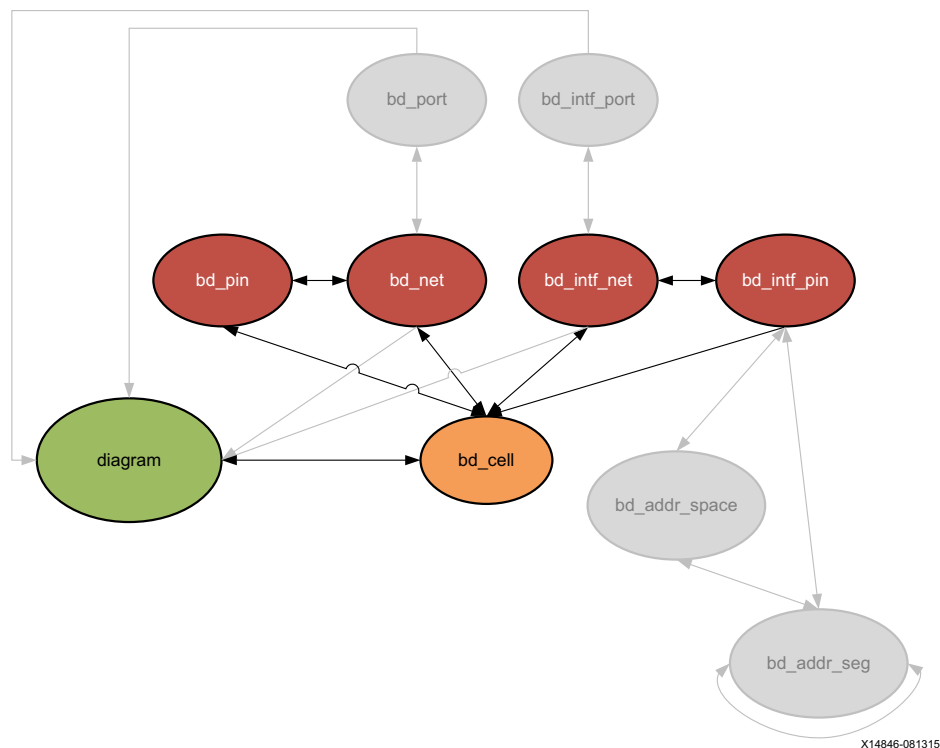 bd_port
bd_intf_port
bd_pin
bd_net
bd_intf_net
bd_intf_pin
diagram
bd_cell
bd_addr_space
bd_addr_seg
X14846-081315